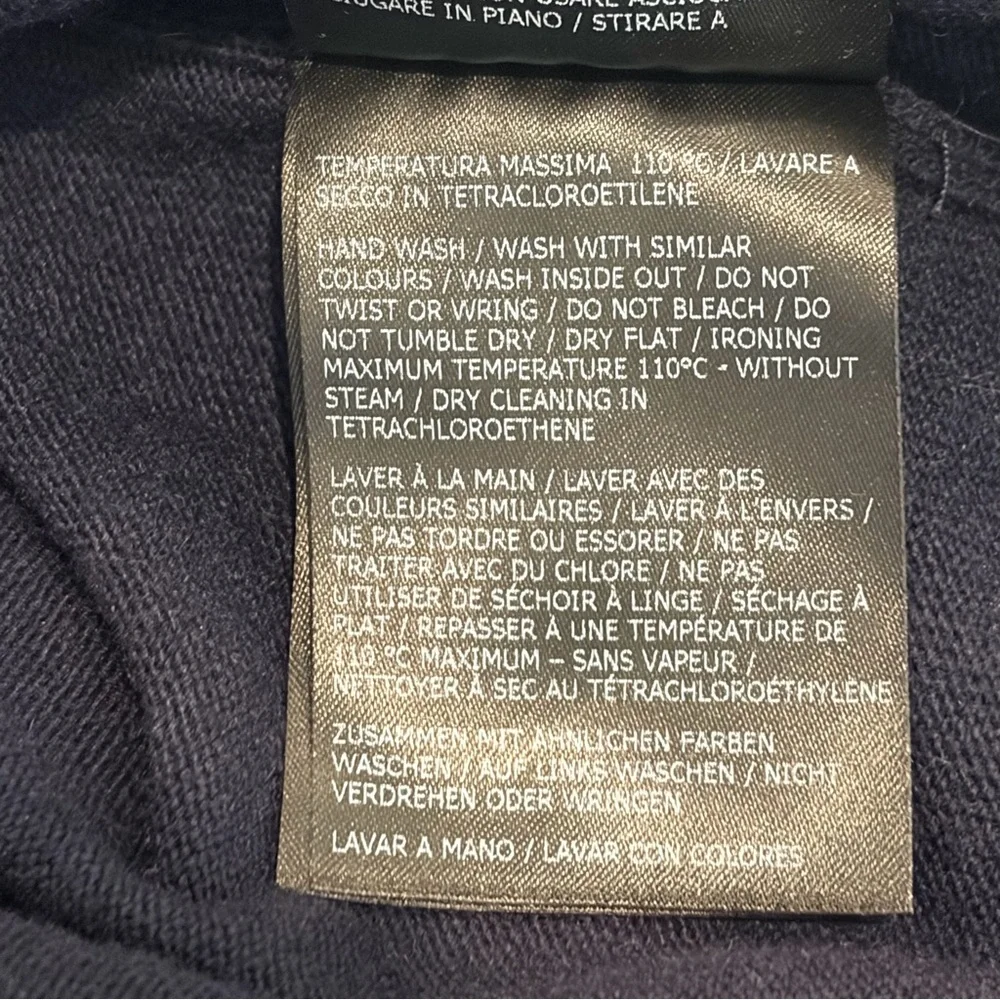 IN PIANO / STIRARE A
TEMPERATURA MASSIMA 110 ºC / LAVARE A
SECCO IN TETRACLOROETILENE
HAND WASH / WASH WITH SIMILAR
COLOURS / WASH INSIDE OUT / DO NOT
TWIST OR WRING / DO NOT BLEACH / DO
NOT TUMBLE DRY / DRY FLAT / IRONING
MAXIMUM TEMPERATURE 110ºC - WITHOUT
STEAM / DRY CLEANING IN
TETRACHLOROETHENE
LAVER À LA MAIN / LAVER AVEC DES
COULEURS SIMILAIRES / LAVER À L'ENVERS /
NE PAS TORDRE OU ESSORER / NE PAS
TRAITER AVEC DU CHLORE / NE PAS
UTILISER DE SÉCHOIR À LINGE / SÉCHAGE À
PLAT / REPASSER À UNE TEMPÉRATURE DE
110 ºC MAXIMUM – SANS VAPEUR /
NETTOYER À SEC AU TÉTRACHLOROÉTHYLÈNE
ZUSAMMEN MIT ÄHNLICHEN FARBEN
WASCHEN / AUF LINKS WASCHEN / NICHT
VERDREHEN ODER WRINGEN
LAVAR A MANO / LAVAR CON COLORES